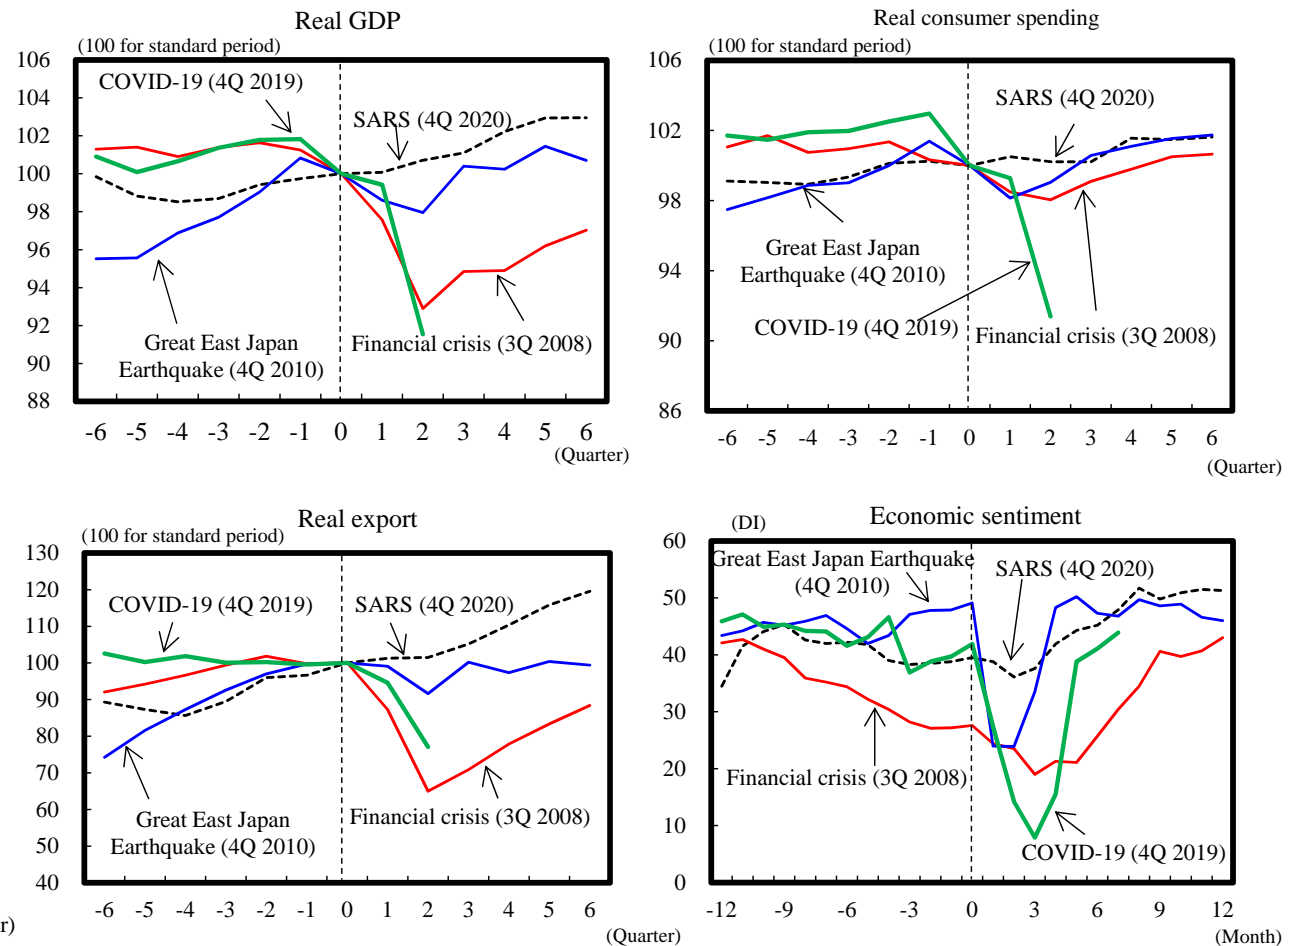 Real GDP
(100 for standard period)
106
104
102
100
98
96
94
92
90
88
COVID-19 (4Q 2019)
SARS (4Q 2020)
Great East Japan
Earthquake (4Q 2010)
Financial crisis (3Q 2008)
-6 -5 -4 -3 -2 -1 0 1 2 3 4 5 6
(Quarter)
Real consumer spending
(100 for standard period)
106
102
98
94
90
86
SARS (4Q 2020)
Great East Japan
Earthquake (4Q 2010)
COVID-19 (4Q 2019)
Financial crisis (3Q 2008)
-6 -5 -4 -3 -2 -1 0 1 2 3 4 5 6
(Quarter)
Real export
(100 for standard period)
130
120
110
100
90
80
70
60
50
40
COVID-19 (4Q 2019)
SARS (4Q 2020)
Great East Japan
Earthquake (4Q 2010)
Financial crisis (3Q 2008)
-6 -5 -4 -3 -2 -1 0 1 2 3 4 5 6
(Quarter)
r)
Economic sentiment
(DI)
60
50
40
30
20
10
0
Great East Japan Earthquake
(4Q 2010)
SARS (4Q 2020)
Financial crisis (3Q 2008)
COVID-19 (4Q 2019)
-12 -9 -6 -3 0 3 6 9 12
(Month)